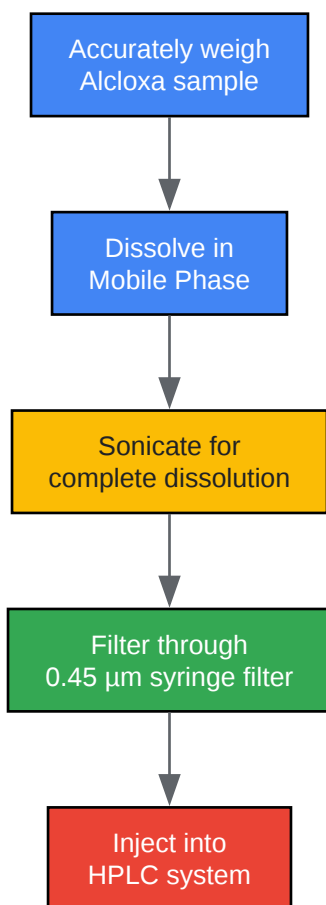 Accurately weigh
Alcloxa sample
Dissolve in
Mobile Phase
Sonicate for
complete dissolution
Filter through
0.45 µm syringe filter
Inject into
HPLC system